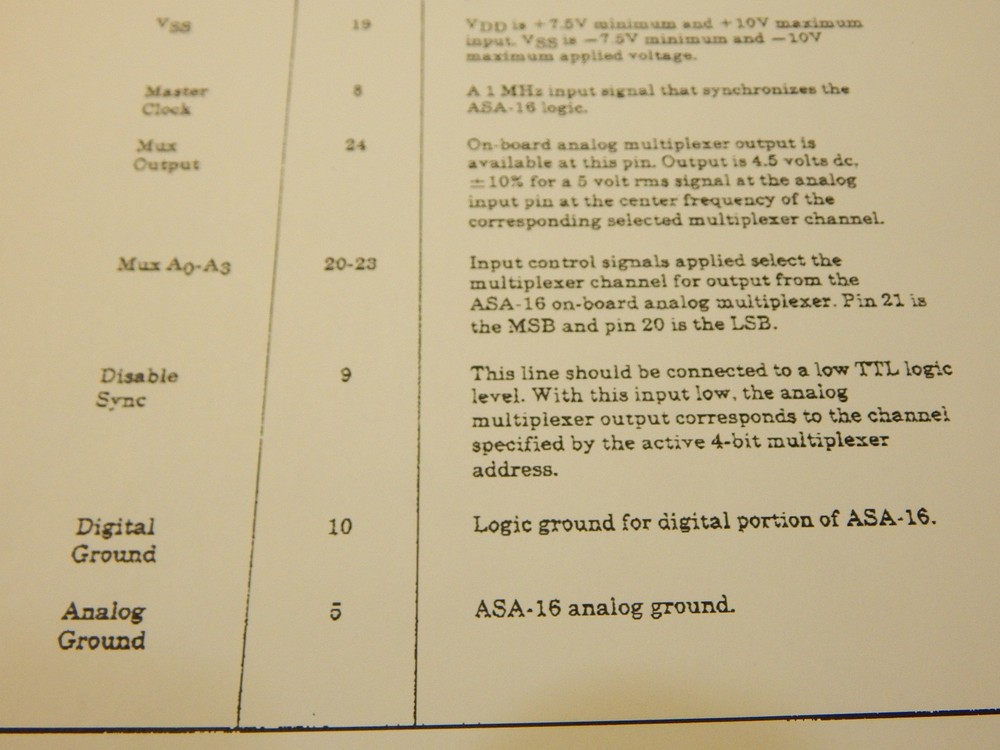 VSS 19 VDD is +7.5V minimum and +10V maximum
input. VSS is -7.5V minimum and -10V
maximum applied voltage.
Master 8 A 1 MHz input signal that synchronizes the
Clock ASA-16 logic.
Mux 24 On-board analog multiplexer output is
Output available at this pin. Output is 4.5 volts dc,
±10% for a 5 volt rms signal at the analog
input pin at the center frequency of the
corresponding selected multiplexer channel.
Mux A0-A3 20-23 Input control signals applied select the
multiplexer channel for output from the
ASA-16 on-board analog multiplexer. Pin 21 is
the MSB and pin 20 is the LSB.
Disable 9 This line should be connected to a low TTL logic
Sync level. With this input low, the analog
multiplexer output corresponds to the channel
specified by the active 4-bit multiplexer
address.
Digital 10 Logic ground for digital portion of ASA-16.
Ground
Analog 5 ASA-16 analog ground.
Ground